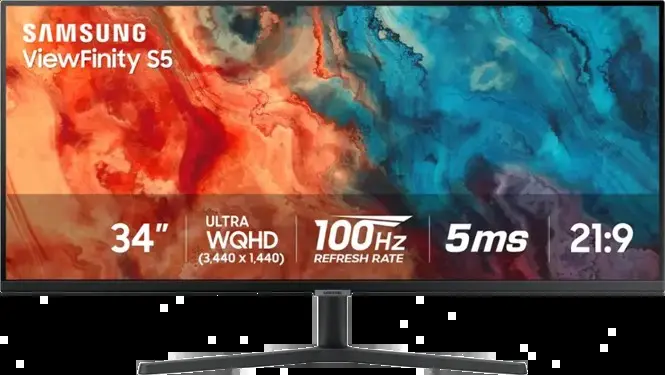 SAMSUNG
ViewFinity S5
34"
ULTRA
WQHD
(3,440 x 1,440)
100Hz
REFRESH RATE
5ms
21:9